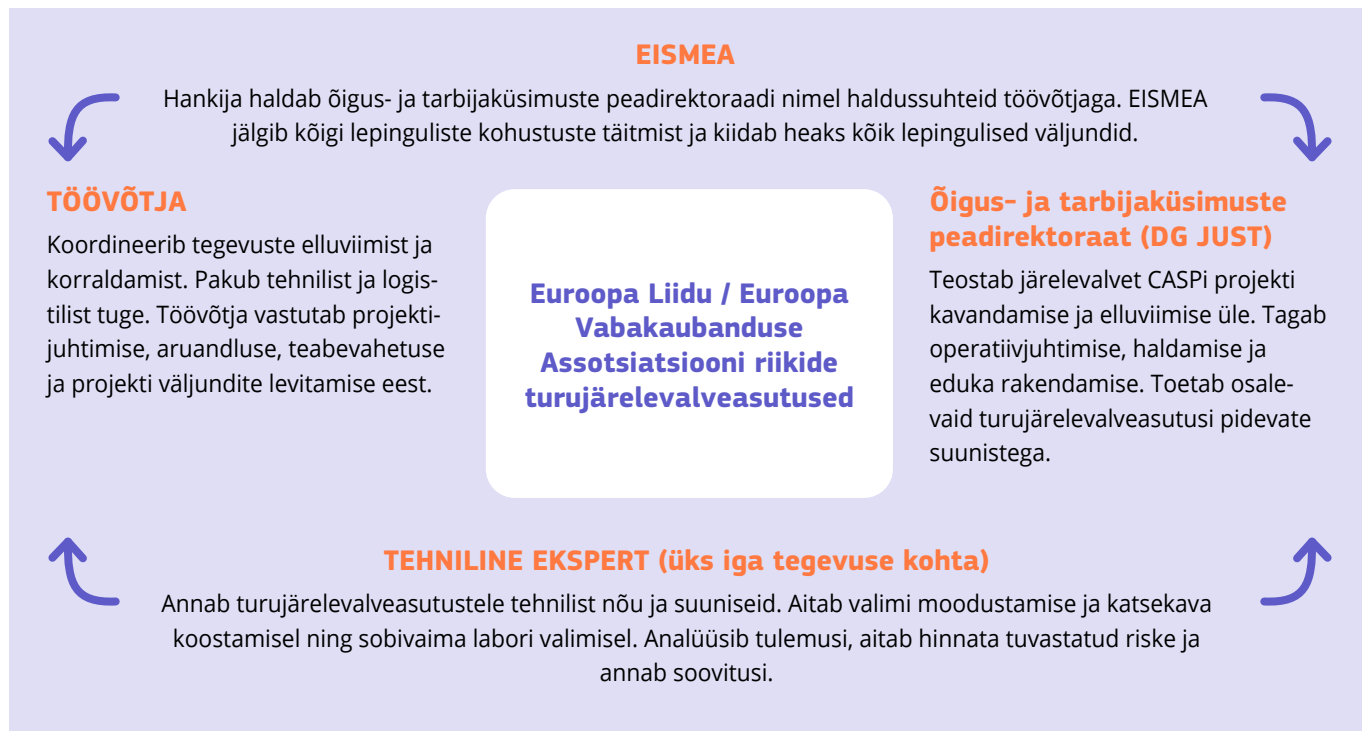 EISMEA
Hankija haldab õigus- ja tarbijaküsimuste peadirektoraadi nimel haldussuhteid töövõtjaga. EISMEA
jälgib kõigi lepinguliste kohustuste täitmist ja kiidab heaks kõik lepingulised väljundid.
TÖÖVÕTJA
Koordineerib tegevuste elluviimist ja
korraldamist. Pakub tehnilist ja logis-
tilist tuge. Töövõtja vastutab projekti-
juhtimise, aruandluse, teabevahetuse
ja projekti väljundite levitamise eest.
Euroopa Liidu / Euroopa
Vabakaubanduse
Assotsiatsiooni riikide
turujärelevalveasutused
Õigus- ja tarbijaküsimuste
peadirektoraat (DG JUST)
Teostab järelevalvet CASPi projekti
kavandamise ja elluviimise üle. Tagab
operatiivjuhtimise, haldamise ja
eduka rakendamise. Toetab osale-
vaid turujärelevalveasutusi pidevate
suunistega.
TEHNILINE EKSPERT (üks iga tegevuse kohta)
Annab turujärelevalveasutustele tehnilist nõu ja suuniseid. Aitab valimi moodustamise ja katsekava
koostamisel ning sobivaima labori valimisel. Analüüsib tulemusi, aitab hinnata tuvastatud riske ja
annab soovitusi.